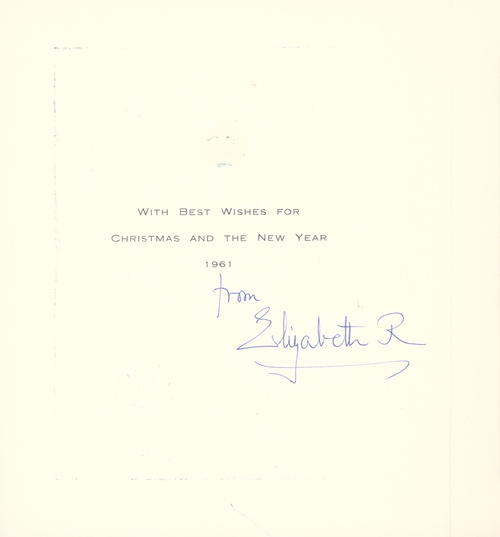 WITH BEST WISHES FOR
CHRISTMAS AND THE NEW YEAR
1961
from
Elizabeth R